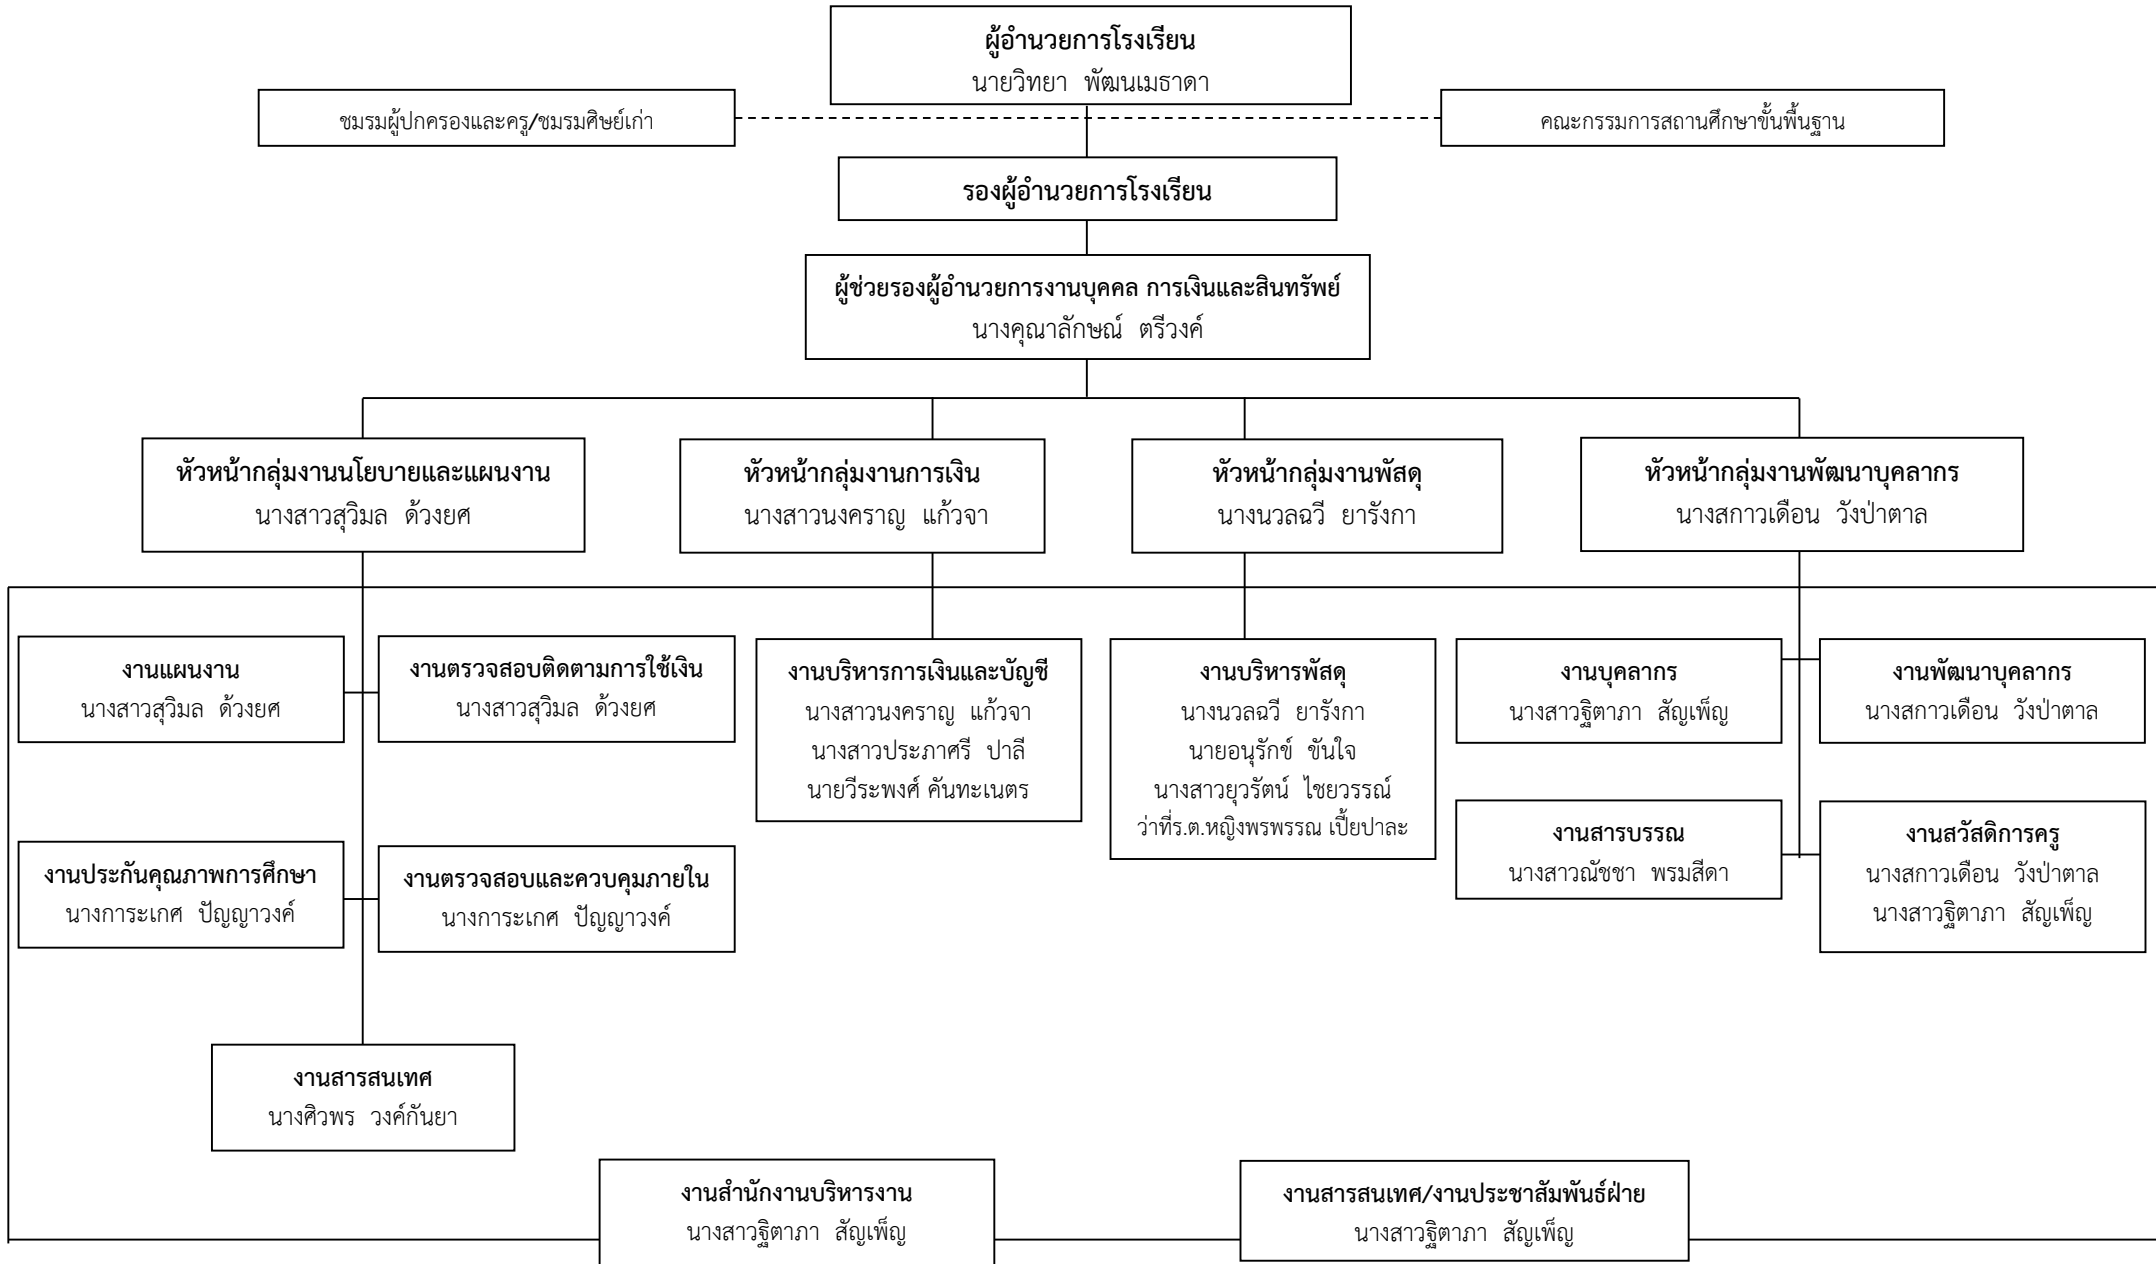 ผู้อำนวยการโรงเรียน
นายวิทยา พัฒนเมธาดา
ชมรมผู้ปกครองและครู/ชมรมศิษย์เก่า
คณะกรรมการสถานศึกษาขั้นพื้นฐาน
รองผู้อำนวยการโรงเรียน
ผู้ช่วยรองผู้อำนวยการงานบุคคล การเงินและสินทรัพย์
นางคุณาลักษณ์ ตรีวงค์
หัวหน้ากลุ่มงานนโยบายและแผนงาน
นางสาวสุวิมล ด้วงยศ
หัวหน้ากลุ่มงานการเงิน
นางสาวนงคราญ แก้วจา
หัวหน้ากลุ่มงานพัสดุ
นางนวลฉวี ยารังกา
หัวหน้ากลุ่มงานพัฒนาบุคลากร
นางสกาวเดือน วังป่าตาล
งานแผนงาน
นางสาวสุวิมล ด้วงยศ
งานตรวจสอบติดตามการใช้เงิน
นางสาวสุวิมล ด้วงยศ
งานบริหารการเงินและบัญชี
นางสาวนงคราญ แก้วจา
นางสาวประภาศรี ปาลี
นายวีระพงศ์ คันทะเนตร
งานบริหารพัสดุ
นางนวลฉวี ยารังกา
นายอนุรักข์ ขันใจ
นางสาวยุวรัตน์ ไชยวรรณ์
ว่าที่ร.ต.หญิงพรพรรณ เปี้ยปาละ
งานบุคลากร
นางสาวฐิตาภา สัญเพ็ญ
งานพัฒนาบุคลากร
นางสกาวเดือน วังป่าตาล
งานประกันคุณภาพการศึกษา
นางการะเกศ ปัญญาวงค์
งานตรวจสอบและควบคุมภายใน
นางการะเกศ ปัญญาวงค์
งานสารบรรณ
นางสาวณัชชา พรมสีดา
งานสวัสดิการครู
นางสกาวเดือน วังป่าตาล
นางสาวฐิตาภา สัญเพ็ญ
งานสารสนเทศ
นางศิวพร วงค์กันยา
งานสำนักงานบริหารงาน
นางสาวฐิตาภา สัญเพ็ญ
งานสารสนเทศ/งานประชาสัมพันธ์ฝ่าย
นางสาวฐิตาภา สัญเพ็ญ